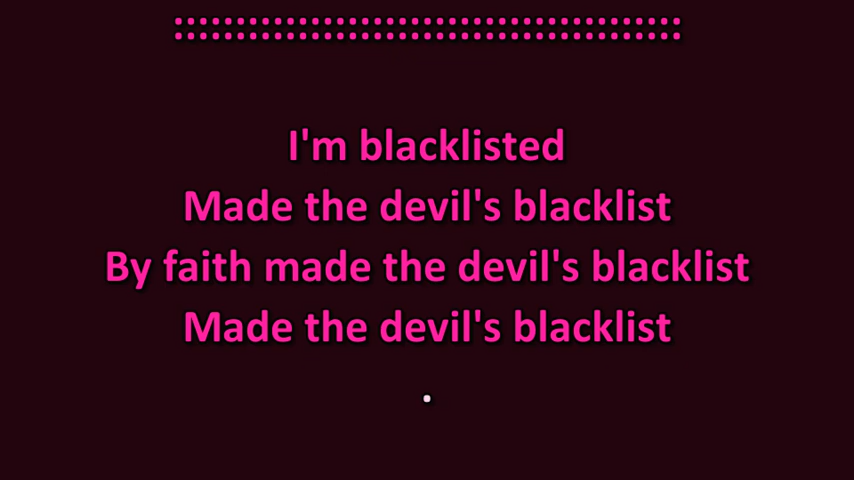 ::::::::::::::::::::::::::::::::::::::::::
I'm blacklisted
Made the devil's blacklist
By faith made the devil's blacklist
Made the devil's blacklist
.